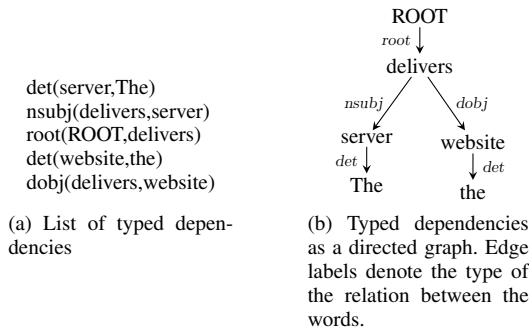 det(server,The)
nsubj(delivers,server)
root(ROOT,delivers)
det(website,the)
dobj(delivers,website)
(a) List of typed depen-
dencies
ROOT
root
delivers
nsubj
dobj
server
website
det
det
The
the
(b) Typed dependencies
as a directed graph. Edge
labels denote the type of
the relation between the
words.